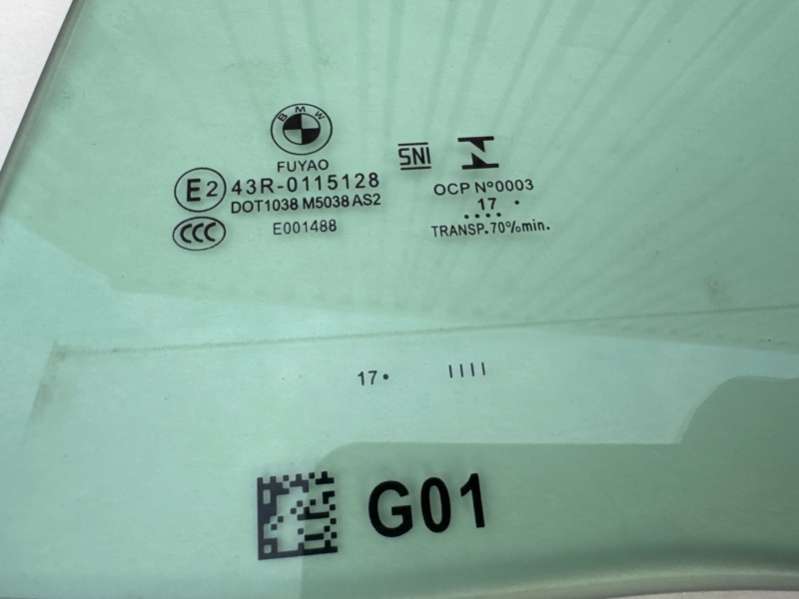 BMW
FUYAO
E2 43R-0115128
DOT1038 M5038 AS2
CCC E001488
SNI
OCP Nº0003
17 •
••••
TRANSP.70%min.
17•
IIII
G01